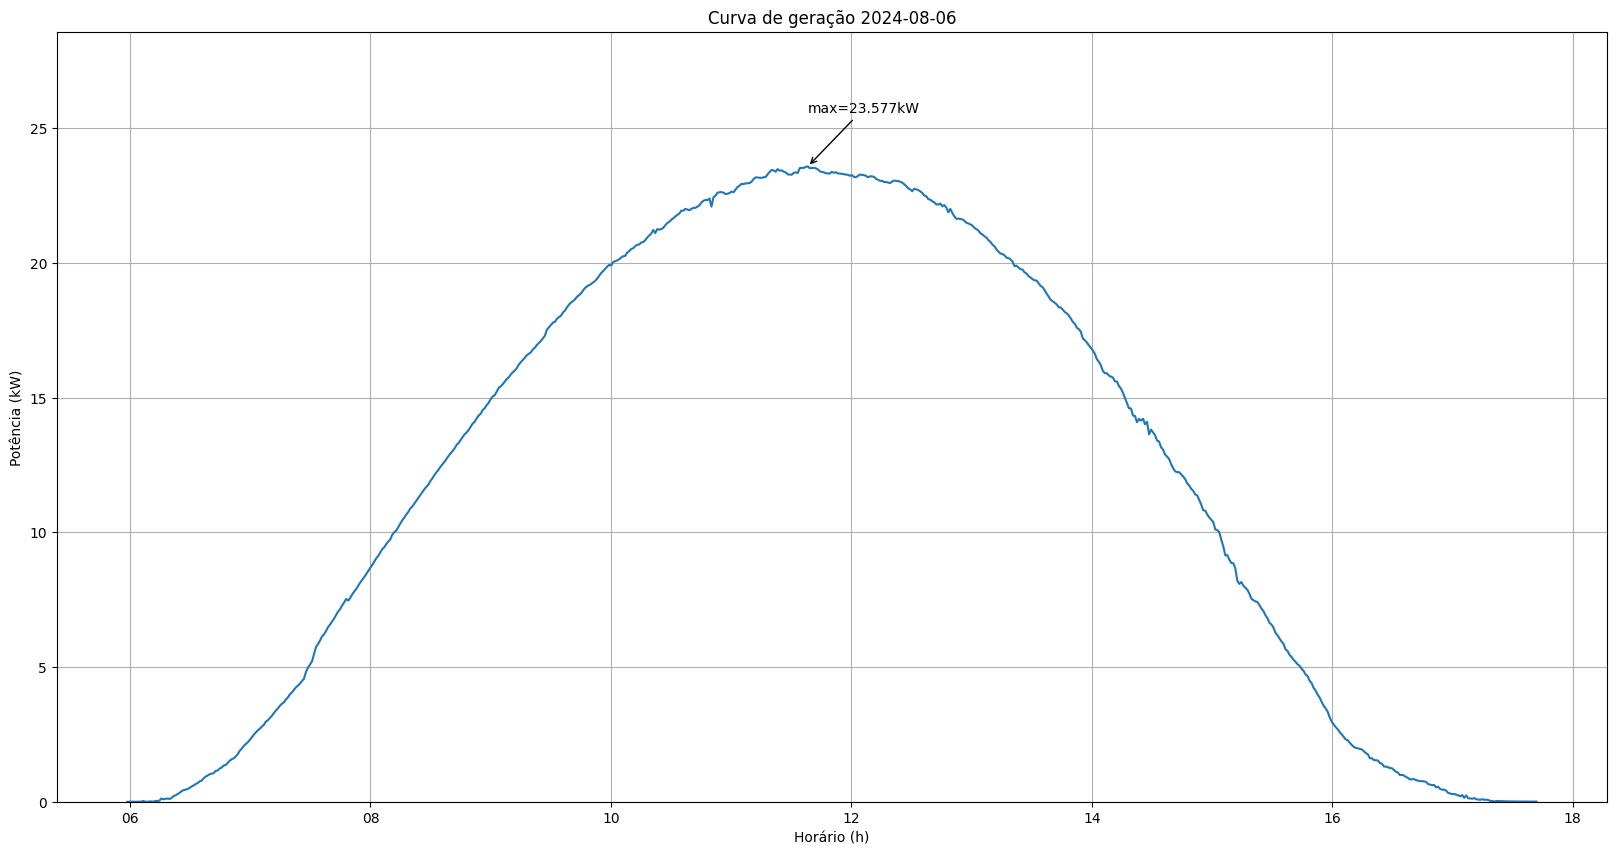 Curva de geração 2024-08-06
max=23.577kW
Potência (kW)
25
20
15
10
5
0
06 08 10 12 14 16 18
Horário (h)